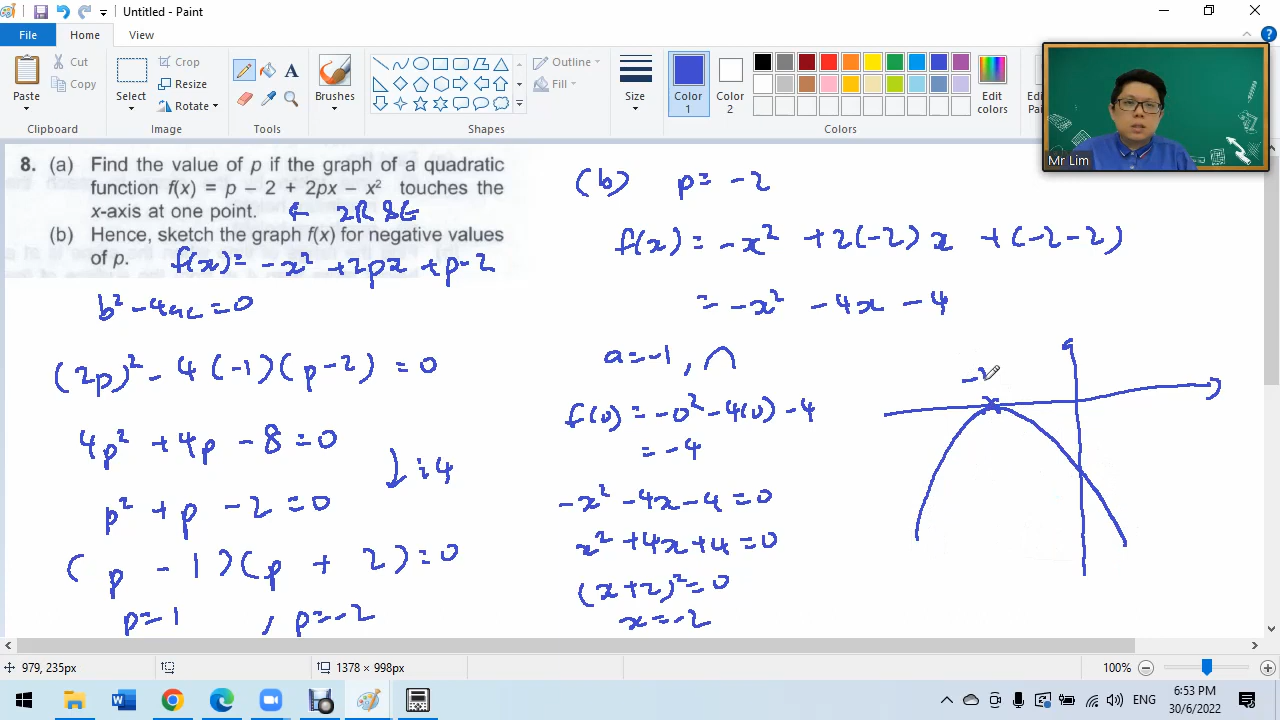 Untitled - Paint
File Home View
Paste Cut Copy
Select Crop Resize Rotate
Brushes
Outline Fill
Size
Color 1
Color 2
Edit colors
Edi Pain
Clipboard Image Tools Shapes Colors
Mr Lim
8. (a) Find the value of p if the graph of a quadratic
function f(x) = p – 2 + 2px – x² touches the
x-axis at one point. ← 2R&E
(b) Hence, sketch the graph f(x) for negative values
of p. f(x) = -x² + 2px + p-2
b² - 4ac = 0
(2p)² - 4(-1)(p-2) = 0
4p² + 4p - 8 = 0
↓ ÷4
p² + p - 2 = 0
(p - 1)(p + 2) = 0
p = 1 , p = -2
(b) p = -2
f(x) = -x² + 2(-2)x + (-2-2)
= -x² - 4x - 4
a = -1, ∩
f(0) = -0² - 4(0) - 4
= -4
-x² - 4x - 4 = 0
x² + 4x + 4 = 0
(x+2)² = 0
x = -2
-2
979, 235px
1378 × 998px
100%
ENG
6:53 PM
30/6/2022